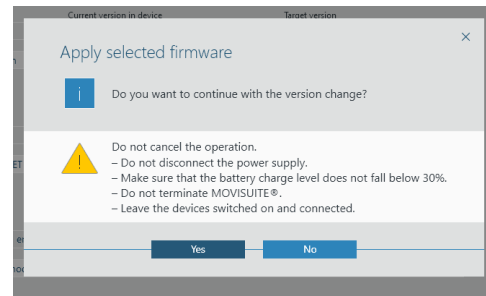 Current version in device Target version
Apply selected firmware
Do you want to continue with the version change?
Do not cancel the operation.
– Do not disconnect the power supply.
– Make sure that the battery charge level does not fall below 30%.
– Do not terminate MOVISUITE®.
– Leave the devices switched on and connected.
Yes No